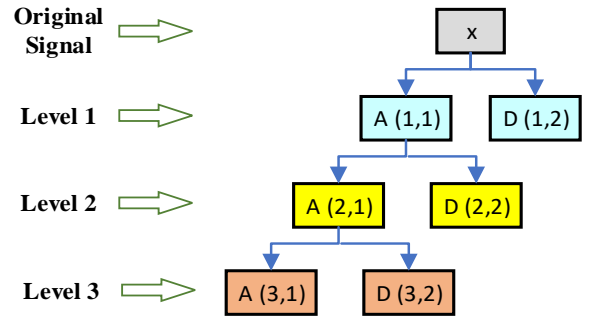 Original
Signal
x
Level 1
A (1,1)
D (1,2)
Level 2
A (2,1)
D (2,2)
Level 3
A (3,1)
D (3,2)